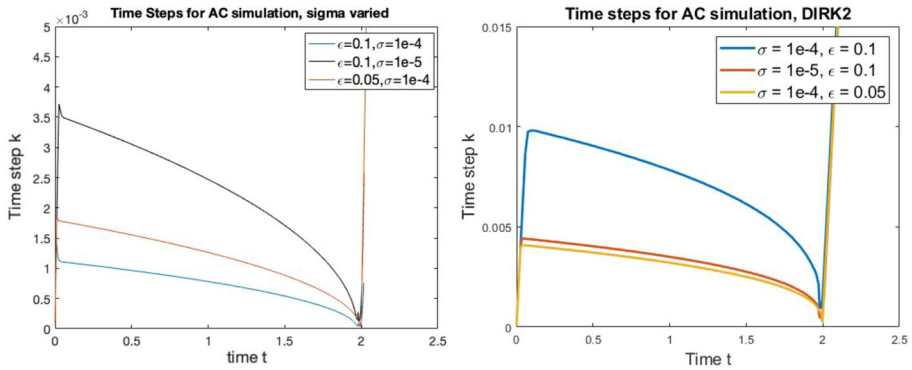 Time Steps for AC simulation, sigma varied
×10⁻³
5
4.5
4
3.5
3
2.5
2
1.5
1
0.5
0
Time step k
ϵ=0.1,σ=1e-4
ϵ=0.1,σ=1e-5
ϵ=0.05,σ=1e-4
0 0.5 1 1.5 2 2.5
time t
Time steps for AC simulation, DIRK2
0.015
0.01
0.005
0
Time step k
σ = 1e-4, ϵ = 0.1
σ = 1e-5, ϵ = 0.1
σ = 1e-4, ϵ = 0.05
0 0.5 1 1.5 2 2.5
Time t